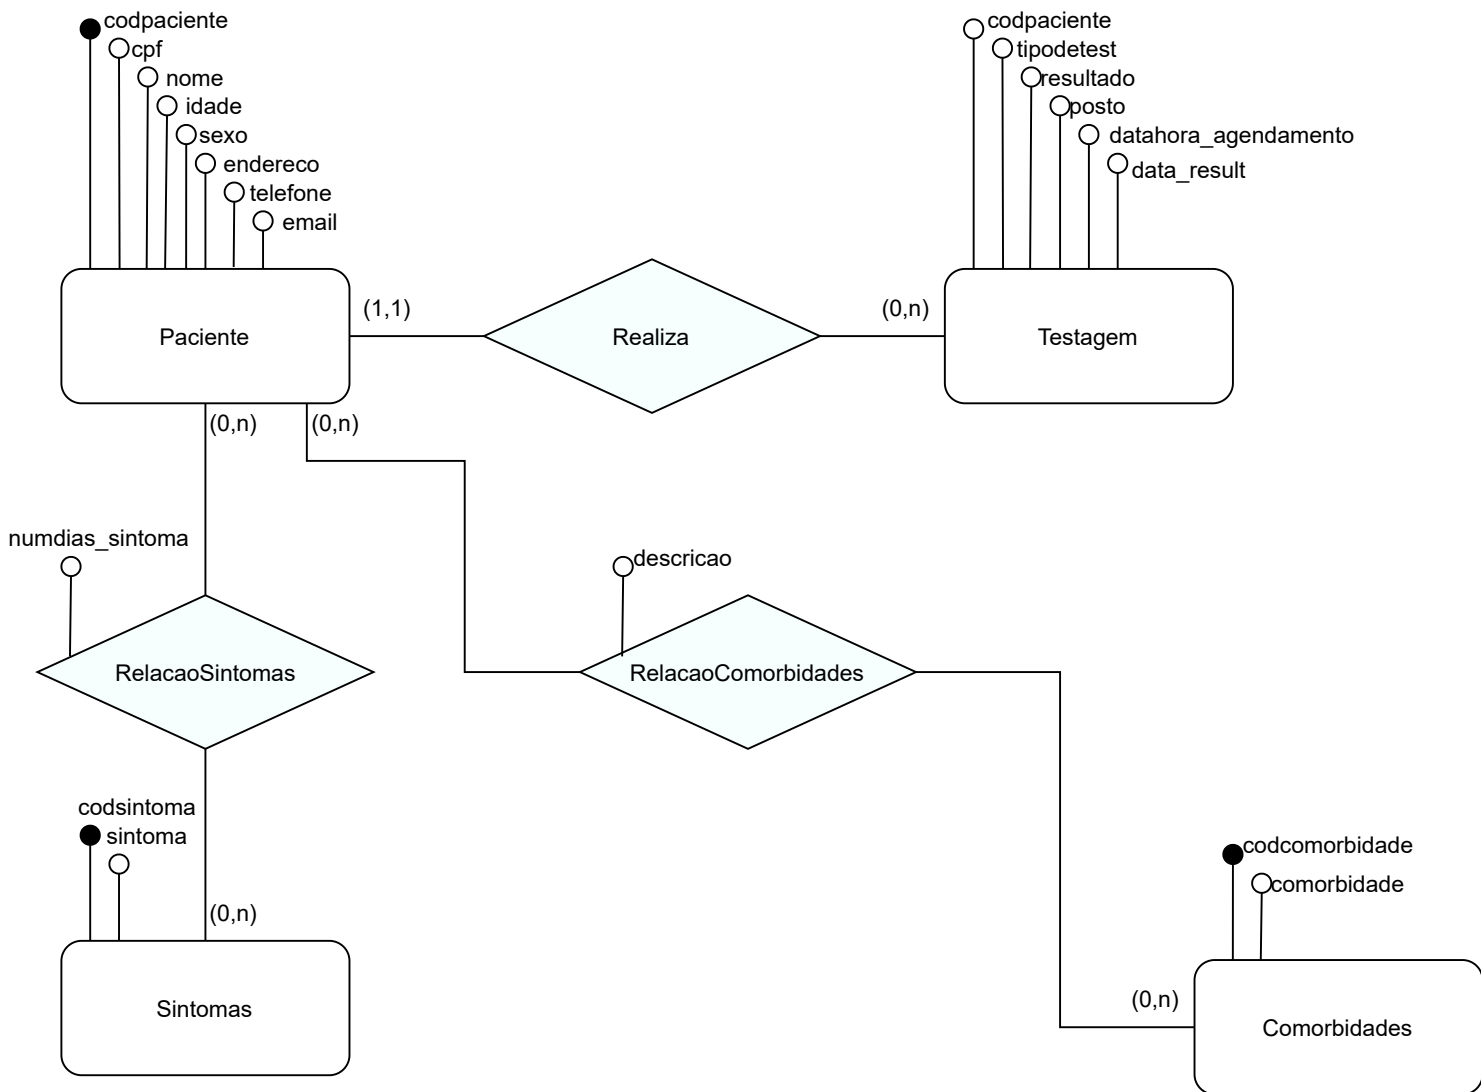 codpaciente
cpf
nome
idade
sexo
endereco
telefone
email
codpaciente
tipodetest
resultado
posto
datahora_agendamento
data_result
Paciente
(1,1)
Realiza
(0,n)
Testagem
(0,n)
(0,n)
numdias_sintoma
descricao
RelacaoSintomas
RelacaoComorbidades
codsintoma
sintoma
(0,n)
codcomorbidade
comorbidade
(0,n)
Sintomas
Comorbidades